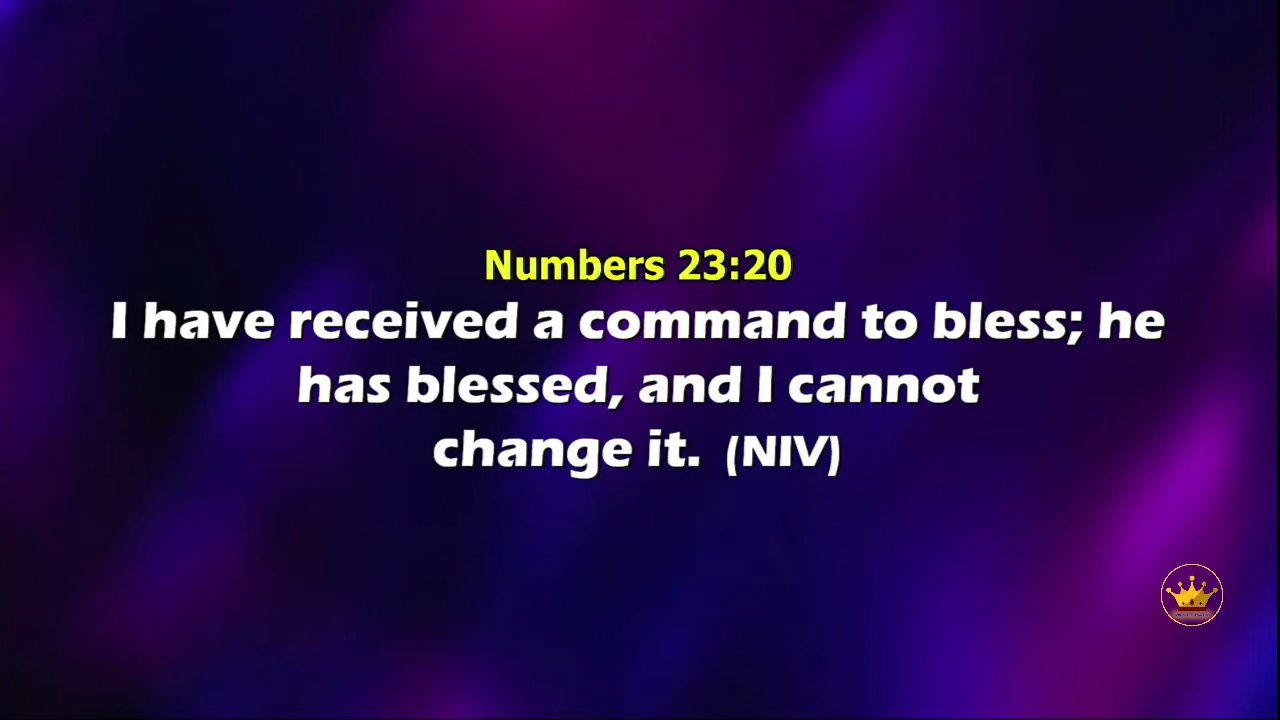 Numbers 23:20
I have received a command to bless; he
has blessed, and I cannot
change it. (NIV)